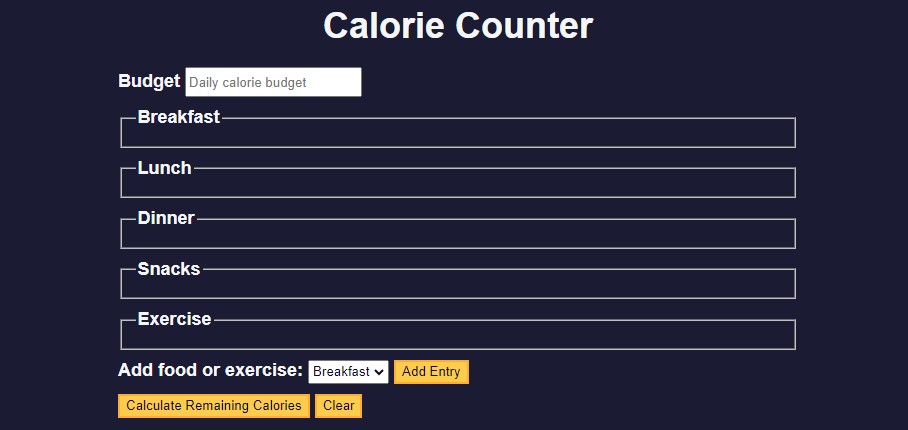 Calorie Counter
Budget Daily calorie budget
Breakfast
Lunch
Dinner
Snacks
Exercise
Add food or exercise: Breakfast Add Entry
Calculate Remaining Calories Clear